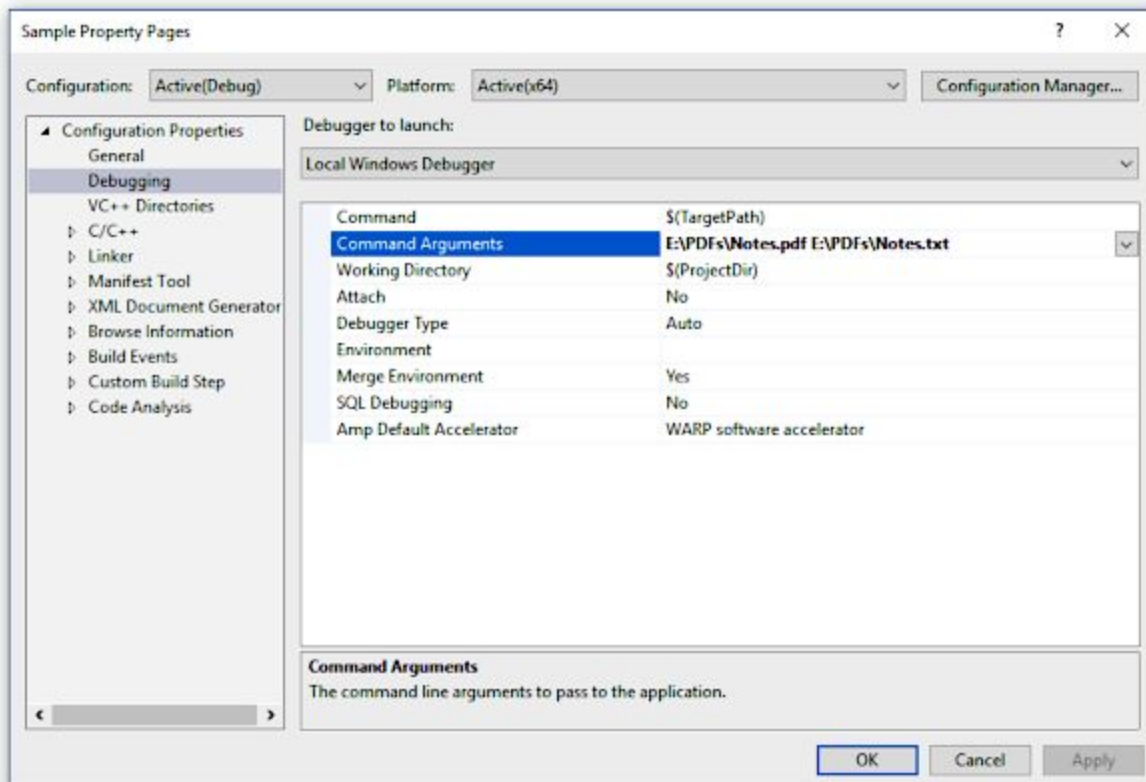 Sample Property Pages
?
Configuration: Active(Debug) Platform: Active(x64) Configuration Manager...
Configuration Properties
General
Debugging
VC++ Directories
C/C++
Linker
Manifest Tool
XML Document Generator
Browse Information
Build Events
Custom Build Step
Code Analysis
Debugger to launch:
Local Windows Debugger
Command $(TargetPath)
Command Arguments E:\PDFs\Notes.pdf E:\PDFs\Notes.txt
Working Directory $(ProjectDir)
Attach No
Debugger Type Auto
Environment
Merge Environment Yes
SQL Debugging No
Amp Default Accelerator WARP software accelerator
Command Arguments
The command line arguments to pass to the application.
OK Cancel Apply